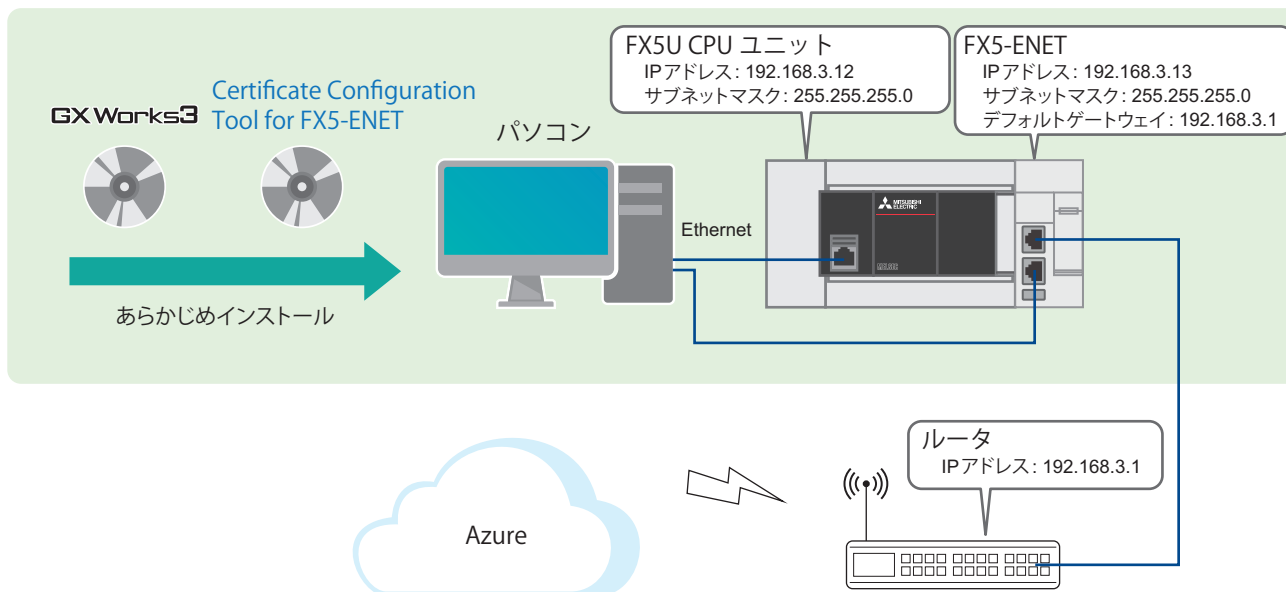 GX Works3
Certificate Configuration
Tool for FX5-ENET
あらかじめインストール
パソコン
Ethernet
FX5U CPU ユニット
IPアドレス: 192.168.3.12
サブネットマスク: 255.255.255.0
FX5-ENET
IPアドレス: 192.168.3.13
サブネットマスク: 255.255.255.0
デフォルトゲートウェイ: 192.168.3.1
MITSUBISHI
ELECTRIC
MELSEC
ルータ
IPアドレス: 192.168.3.1
Azure